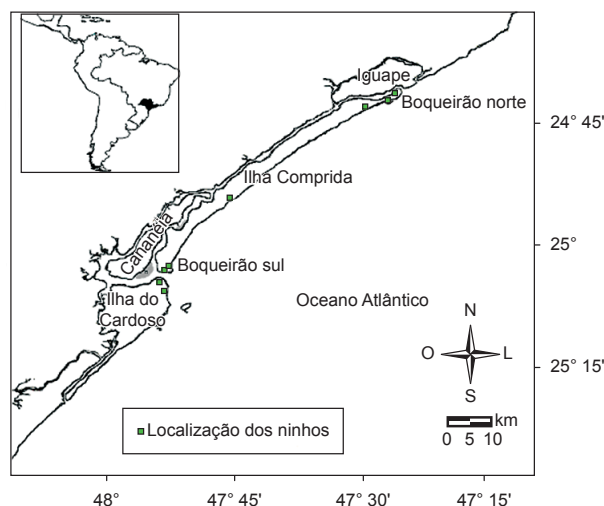 Iguape
Boqueirão norte
24° 45'
Ilha Comprida
Cananéia
25°
Boqueirão sul
Ilha do
Cardoso
Oceano Atlântico
N
O
L
S
25° 15'
km
0 5 10
Localização dos ninhos
48° 47° 45' 47° 30' 47° 15'